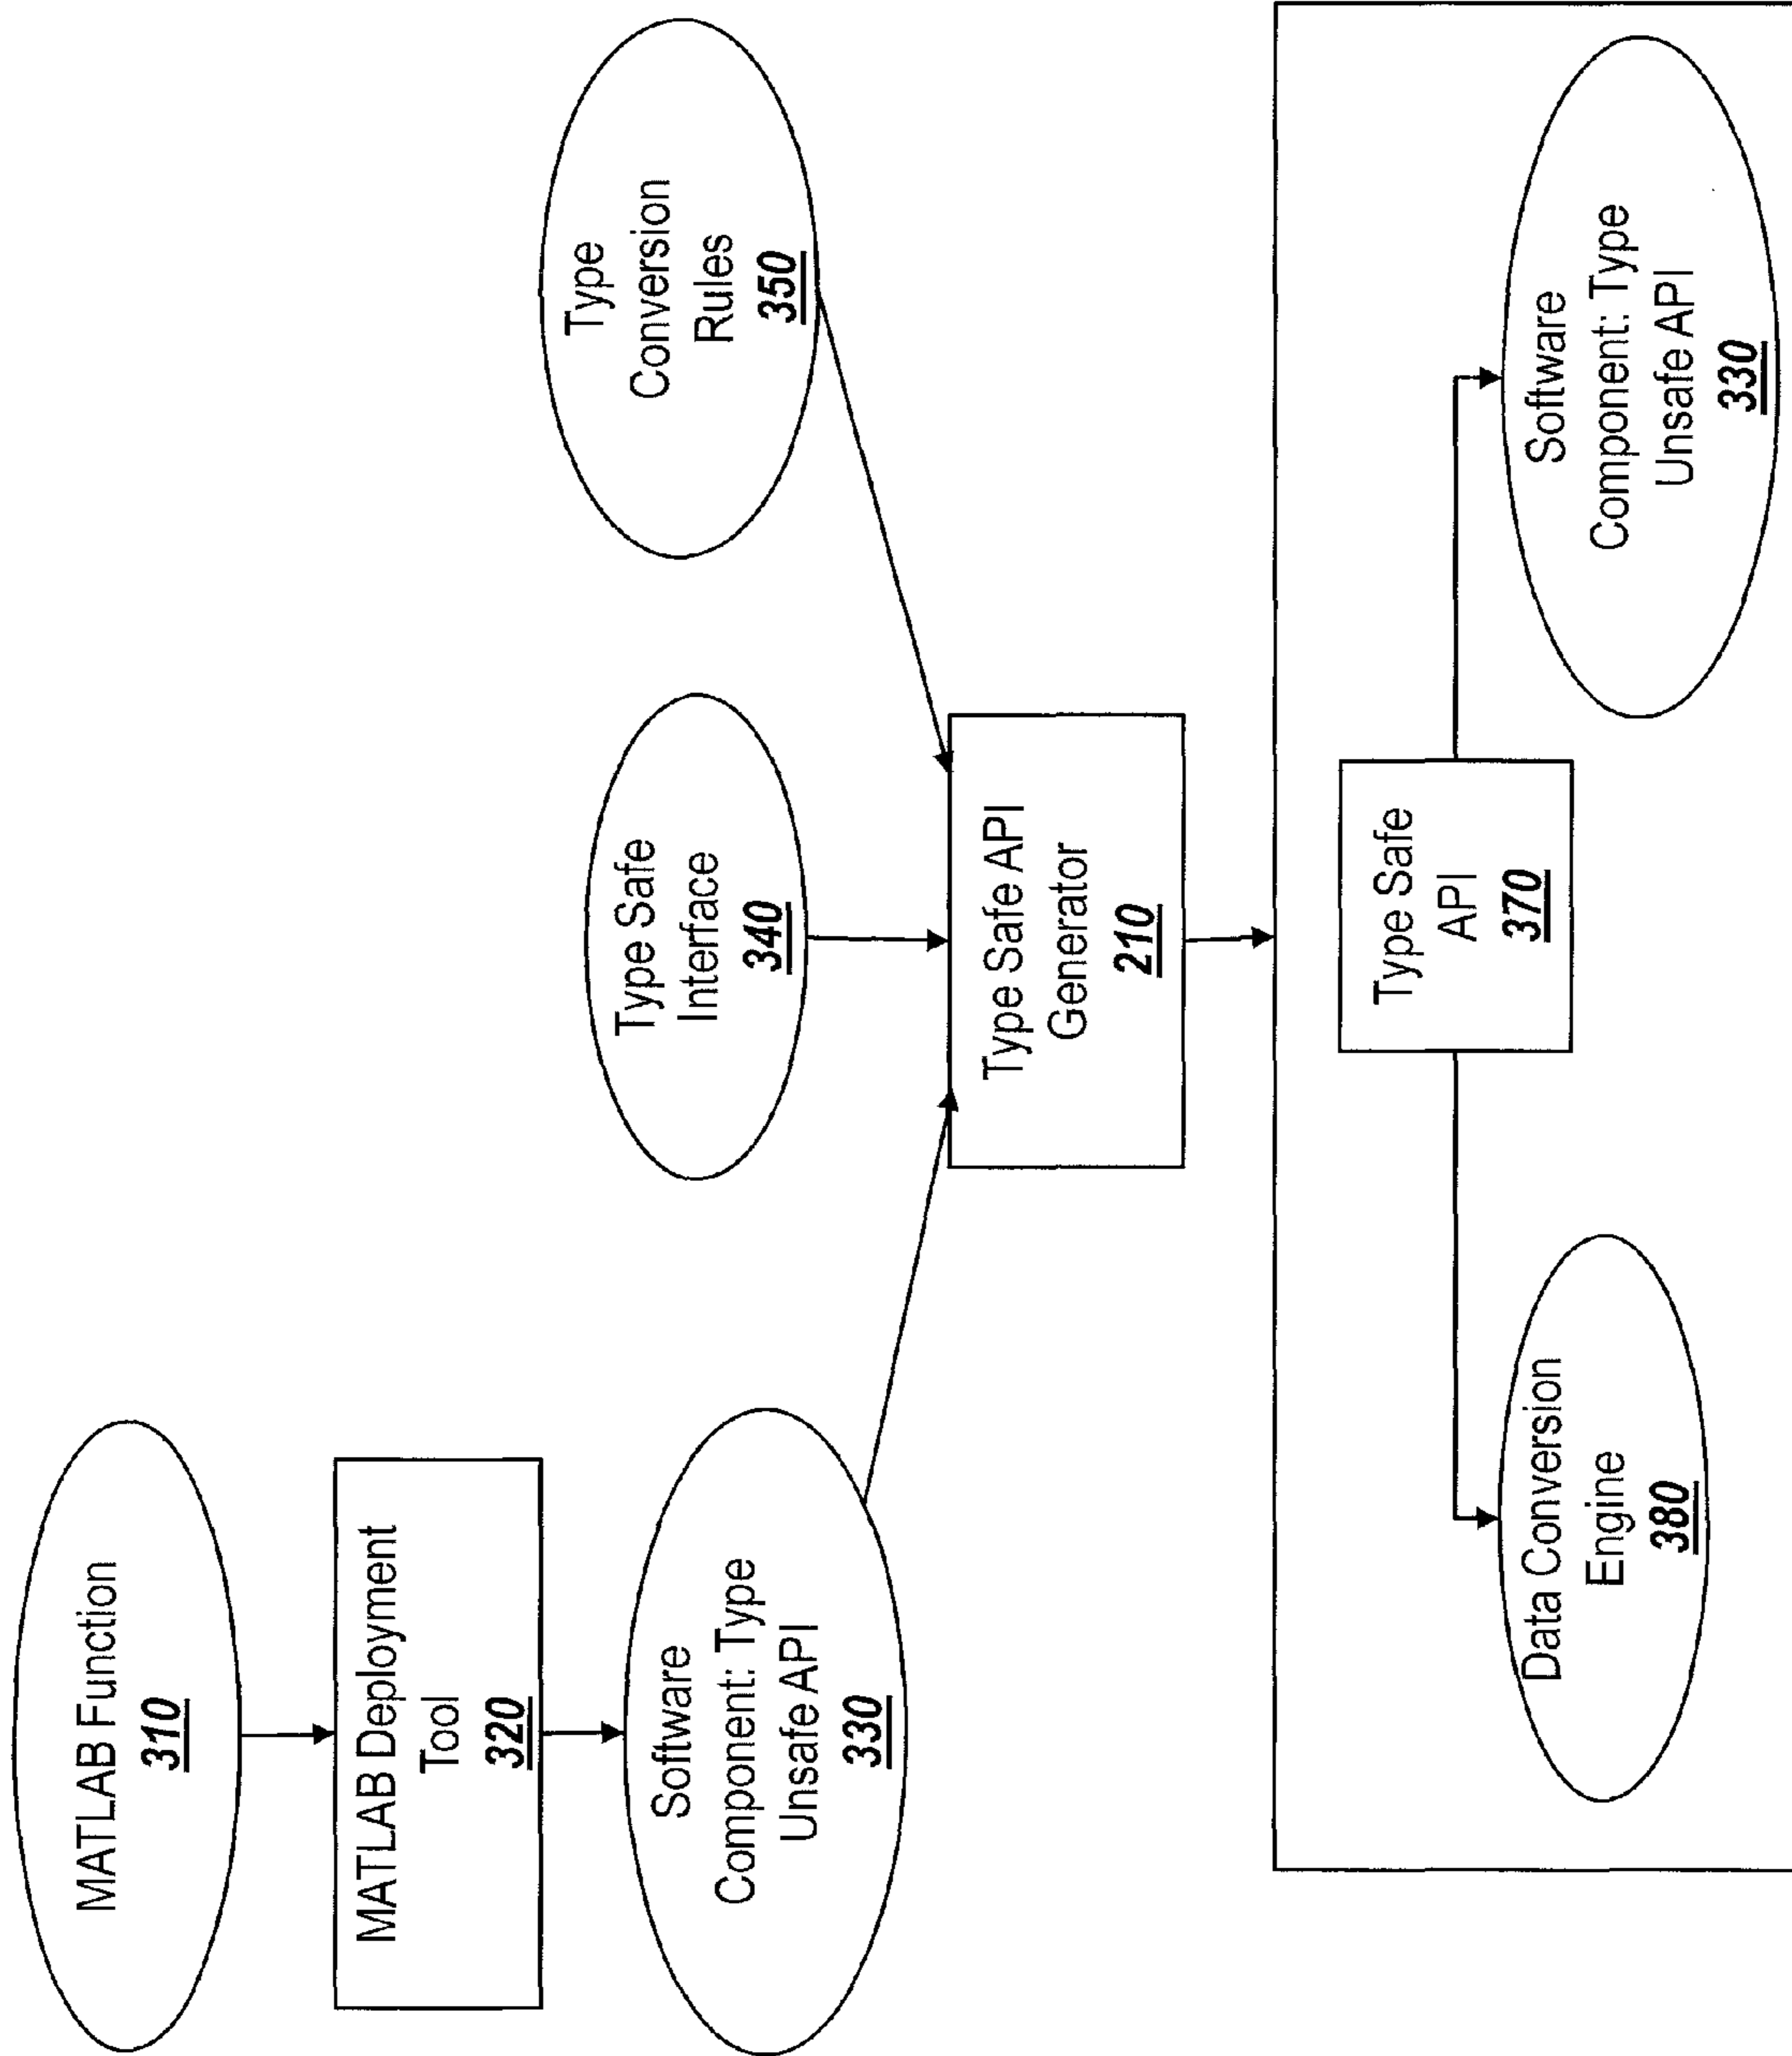 MATLAB Function
310
MATLAB Deployment
Tool
320
Software
Component: Type
Unsafe API
330
Type Safe
Interface
340
Type
Conversion
Rules
350
Type Safe API
Generator
210
Type Safe
API
370
Data Conversion
Engine
380
Software
Component: Type
Unsafe API
330